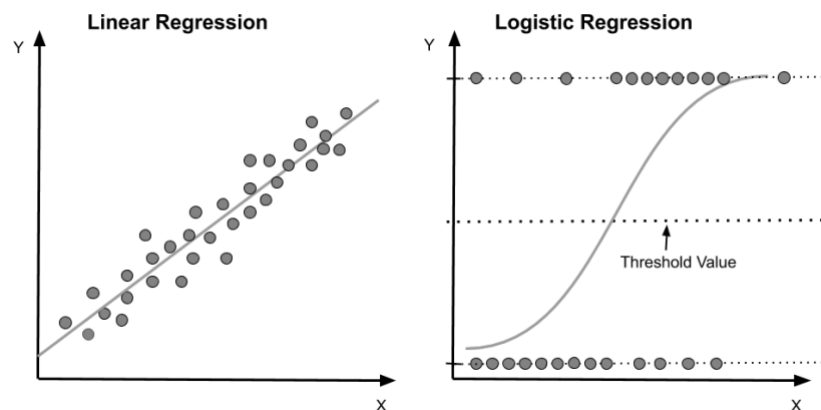 Linear Regression
Y
X
Logistic Regression
Y
Threshold Value
X